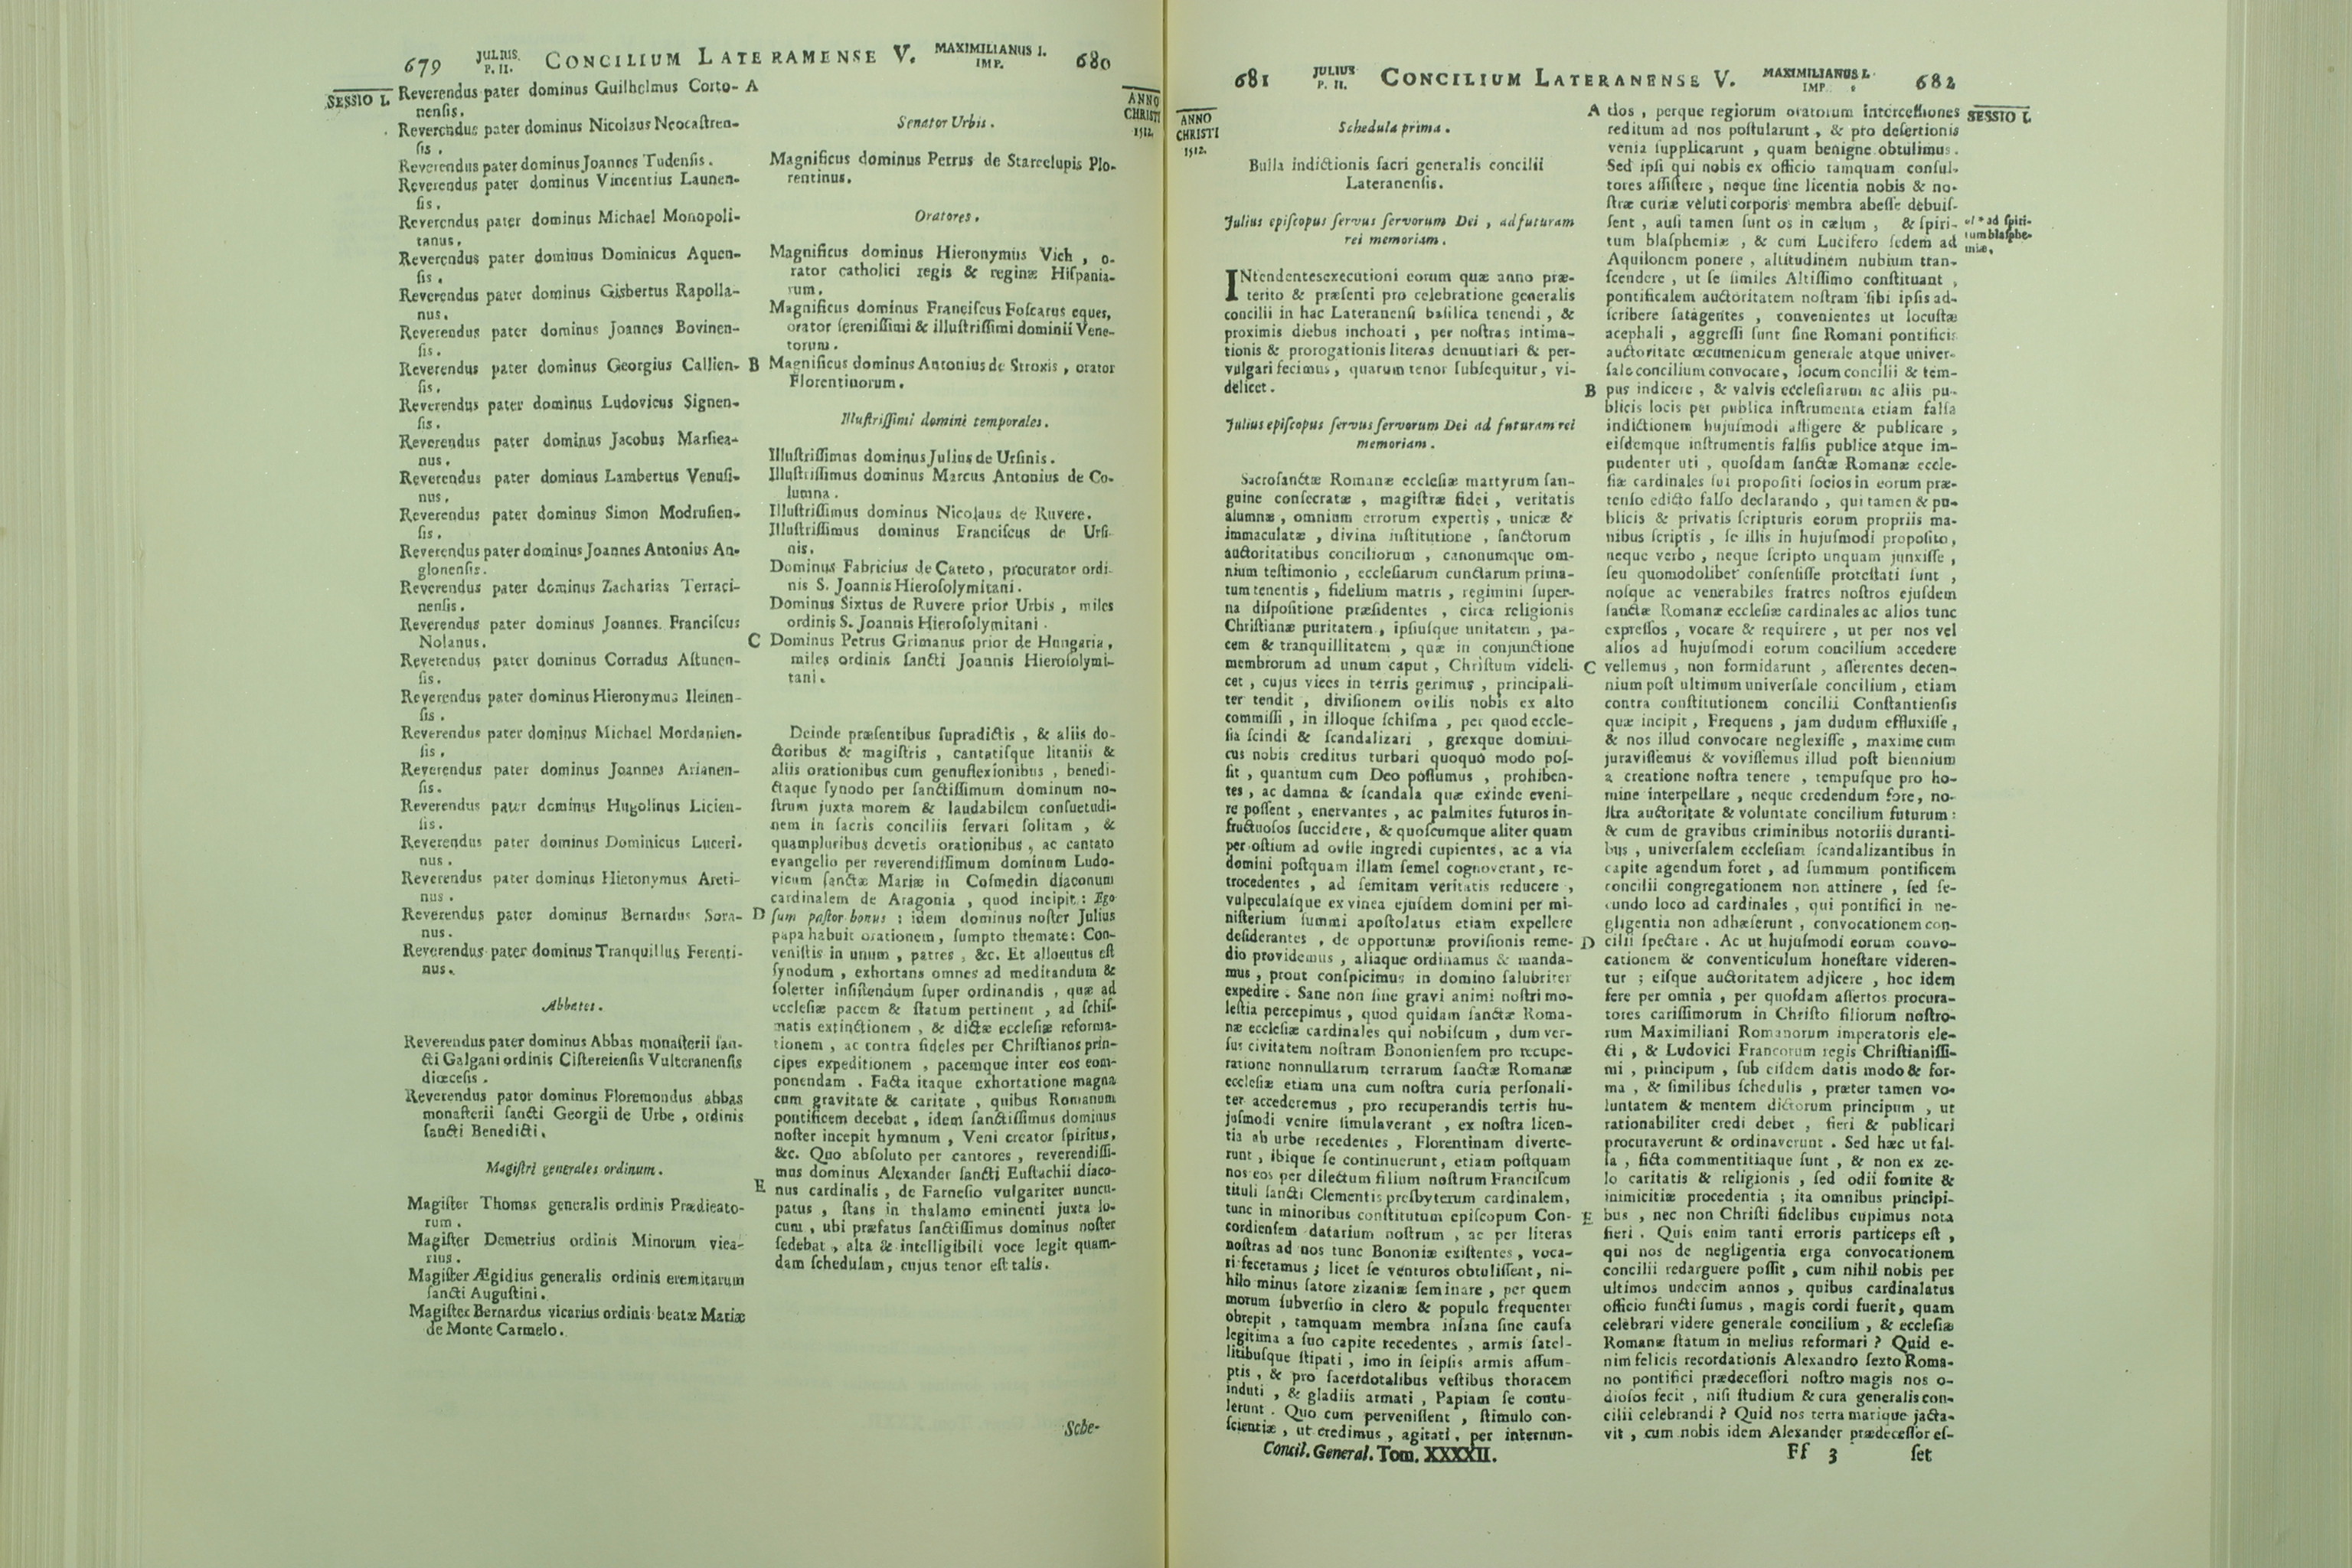 679 JULIUS P. II. CONCILIUM LATERAMENSE V. MAXIMILIANUS I. IMP. 680
SESSIO I.
Reverendus pater dominus Guilhelmus Corto- A
nensis.
Reverendus pater dominus Nicolaus Neocastren-
sis.
Reverendus pater dominus Joannes Tudensis.
Reverendus pater dominus Vincentius Launen-
sis.
Reverendus pater dominus Michael Monopoli-
tanus.
Reverendus pater dominus Dominicus Aquen-
sis.
Reverendus pater dominus Gisbertus Rapolla-
nus.
Reverendus pater dominus Joannes Bovinen-
sis.
Reverendus pater dominus Georgius Callien- B
sis.
Reverendus pater dominus Ludovicus Signen-
sis.
Reverendus pater dominus Jacobus Marsiea-
nus.
Reverendus pater dominus Lambertus Venusi-
nus.
Reverendus pater dominus Simon Modrusien-
sis.
Reverendus pater dominus Joannes Antonius An-
glonensis.
Reverendus pater dominus Zacharias Terraci-
nensis.
Reverendus pater dominus Joannes. Franciscus
Nolanus. C
Reverendus pater dominus Corradus Astunen-
sis.
Reverendus pater dominus Hieronymus Ileinen-
sis.
Reverendus pater dominus Michael Mordanien-
sis.
Reverendus pater dominus Joannes Arianen-
sis.
Reverendus pater dominus Hugolinus Licien-
sis.
Reverendus pater dominus Dominicus Luceri-
nus.
Reverendus pater dominus Hieronymus Areti-
nus.
Reverendus pater dominus Bernardus Sora- D
nus.
Reverendus pater dominus Tranquillus Ferenti-
nus.
Abbates.
Reverendus pater dominus Abbas monasterii san-
cti Galgani ordinis Cistereiensis Vulteranensis
diœcesis.
Reverendus pator dominus Floremondus abbas
monasterii sancti Georgii de Urbe, ordinis
sancti Benedicti.
Magistri generales ordinum.
E
Magister Thomas generalis ordinis Prædieato-
rum.
Magister Demetrius ordinis Minorum viea-
rius.
Magister Ægidius generalis ordinis eremitarum
sancti Augustini.
Magister Bernardus vicarius ordinis beatæ Mariæ
de Monte Carmelo.
ANNO
CHRISTI
1512.
Senator Urbis.
Magnificus dominus Petrus de Starcelupis Flo-
rentinus.
Oratores.
Magnificus dominus Hieronymus Vich, o-
rator catholici regis & reginæ Hispania-
rum.
Magnificus dominus Franciscus Foscarus eques,
orator serenissimi & illustrissimi dominii Vene-
torum.
Magnificus dominus Antonius de Stroxis, orator
Florentinorum.
Illustrissimi domini temporales.
Illustrissimus dominus Julius de Ursinis.
Illustrissimus dominus Marcus Antonius de Co-
lumna.
Illustrissimus dominus Nicolaus de Ruvere.
Illustrissimus dominus Franciscus de Ursi-
nis.
Dominus Fabricius de Careto, procurator ordi-
nis S. Joannis Hierosolymitani.
Dominus Sixtus de Ruvere prior Urbis, miles
ordinis S. Joannis Hierosolymitani.
Dominus Petrus Grimanus prior de Hungaria,
miles ordinis sancti Joannis Hierosolymi-
tani.
Deinde præsentibus supradictis, & aliis do-
ctoribus & magistris, cantatisque litaniis &
aliis orationibus cum genuflexionibus, benedi-
ctaque synodo per sanctissimum dominum no-
strum juxta morem & laudabilem consuetudi-
nem in sacris conciliis servari solitam, &
quampluribus devetis orationibus, ac cantato
evangelio per reverendissimum dominum Ludo-
vicum sanctæ Mariæ in Cosmedin diaconum
cardinalem de Aragonia, quod incipit: Ego
sum pastor bonus: idem dominus noster Julius
papa habuit orationem, sumpto themate: Con-
venistis in unum, patres, &c. Et alloeutus est
synodum, exhortans omnes ad meditandum &
solerter insistendum super ordinandis, quæ ad
ecclesiæ pacem & statum pertinent, ad schis-
matis extinctionem, & dictæ ecclesiæ reforma-
tionem, ac contra fideles per Christianos prin-
cipes expeditionem, pacemque inter eos eom-
ponendam. Facta itaque exhortatione magna
cum gravitate & caritate, quibus Romanum
pontificem decebat, idem sanctissimus dominus
noster incepit hymnum, Veni creator spiritus,
&c. Quo absoluto per cantores, reverendissi-
mus dominus Alexander sancti Eustachii diaco-
nus cardinalis, de Farnesio vulgariter nuncu-
patus, stans in thalamo eminenti juxta lo-
cum, ubi præfatus sanctissimus dominus noster
sedebat, alta & intelligibili voce legit quam-
dam schedulam, cujus tenor est talis.
Sche-
681 JULIUS P. II. CONCILIUM LATERANENSE V. MAXIMILIANUS I. IMP. 682
ANNO
CHRISTI
1512.
Schedula prima.
Bulla indictionis sacri generalis concilii
Lateranensis.
Julius episcopus servus servorum Dei, ad futuram
rei memoriam.
INtendentes executioni eorum quæ anno præ-
terito & præsenti pro celebratione generalis
concilii in hac Lateranensi basilica tenendi, &
proximis diebus inchoati, per nostras intima-
tionis & prorogationis literas denuntiari & per-
vulgari fecimus, quarum tenor subsequitur, vi-
delicet.
Julius episcopus servus servorum Dei ad futuram rei
memoriam.
Sacrosanctæ Romanæ ecclesiæ martyrum san-
guine consecratæ, magistræ fidei, veritatis
alumnæ, omnium errorum expertis, unicæ &
immaculatæ, divina institutione, sanctorum
auctoritatibus conciliorum, canonumque om-
nium testimonio, ecclesiarum cunctarum prima-
tum tenentis, fidelium matris, regimini super-
na dispositione præsidentes, circa religionis
Christianæ puritatem, ipsiusque unitatem, pa-
cem & tranquillitatem, quæ in conjunctione
membrorum ad unum caput, Christum videli-
cet, cujus vices in terris gerimus, principali-
ter tendit, divisionem ovilis nobis ex alto
commissi, in illoque schisma, per quod eccle-
sia scindi & scandalizari, grexque domini-
cus nobis creditus turbari quoquo modo pos-
sit, quantum cum Deo possumus, prohiben-
tes, ac damna & scandala quæ exinde eveni-
re possent, enervantes, ac palmites futuros in-
fructuosos succidere, & quoscumque aliter quam
per ostium ad ovile ingredi cupientes, ac a via
domini postquam illam semel cognoverant, re-
trocedentes, ad semitam veritatis reducere,
vulpeculasque ex vinea ejusdem domini per mi-
nisterium summi apostolatus etiam expellere
desiderantes, de opportunæ provisionis reme-
dio providemus, aliaque ordinamus & manda-
mus, prout conspicimus in domino salubriter
expedire. Sane non sine gravi animi nostri mo-
lestia percepimus, quod quidam sanctæ Roma-
næ ecclesiæ cardinales qui nobiscum, dum ver-
sus civitatem nostram Bononiensem pro recupe-
ratione nonnullarum terrarum sanctæ Romanæ
ecclesiæ etiam una cum nostra curia personali-
ter accederemus, pro recuperandis terris hu-
jusmodi venire simulaverant, ex nostra licen-
tia ab urbe recedentes, Florentinam diverte-
runt, ibique se continuerunt, etiam postquam
nos eos per dilectum filium nostrum Franciscum
tituli sancti Clementis presbyterum cardinalem,
tunc in minoribus constitutum episcopum Con-
cordiensem datarium nostrum, ac per literas
nostras ad nos tunc Bononiæ existentes, voca-
ri feceramus; licet se venturos obtulissent, ni-
hilo minus satore zizaniæ seminare, per quem
morum subversio in clero & populo frequenter
obrepit, tamquam membra insana sine causa
legitima a suo capite recedentes, armis satel-
litibusque stipati, imo in seipsis armis assum-
ptis, & pro sacerdotalibus vestibus thoracem
induti, & gladiis armati, Papiam se contu-
lerunt. Quo cum pervenissent, stimulo con-
scientiæ, ut credimus, agitati, per internun-
Concil. General. Tom. XXXXII.
A tios, perque regiorum oratorum intercessiones
reditum ad nos postularunt, & pro desertionis
venia supplicarunt, quam benigne obtulimus.
Sed ipsi qui nobis ex officio tamquam consul-
tores assistere, neque sine licentia nobis & no-
stræ curiæ veluti corporis membra abesse debuis-
sent, ausi tamen sunt os in cælum, & spiri-
tum blasphemiæ, & cum Lucifero sedem ad
Aquilonem ponere, altitudinem nubium tran-
scendere, ut se similes Altissimo constituant,
pontificalem auctoritatem nostram sibi ipsis ad-
scribere satagentes, convenientes ut locustæ
acephali, aggressi sunt sine Romani pontificis
auctoritate œcumenicum generale atque univer-
sale concilium convocare, locum concilii & tem-
B pus indicere, & valvis ecclesiarum ac aliis pu-
blicis locis per publica instrumenta etiam falsa
indictionem hujusmodi affigere & publicare,
eisdemque instrumentis falsis publice atque im-
pudenter uti, quosdam sanctæ Romanæ eccle-
siæ cardinales sui propositi socios in eorum præ-
tenso edicto falso declarando, qui tamen & pu-
blicis & privatis scripturis eorum propriis ma-
nibus scriptis, se illis in hujusmodi proposito,
neque verbo, neque scripto unquam junxisse,
seu quomodolibet consensisse protestati sunt,
nosque ac venerabiles fratres nostros ejusdem
sanctæ Romanæ ecclesiæ cardinales ac alios tunc
expressos, vocare & requirere, ut per nos vel
alios ad hujusmodi eorum concilium accedere
C vellemus, non formidarunt, asserentes decen-
nium post ultimum universale concilium, etiam
contra constitutionem concilii Constantiensis
quæ incipit, Frequens, jam dudum effluxisse,
& nos illud convocare neglexisse, maxime cum
juravissemus & vovissemus illud post biennium
a creatione nostra tenere, tempusque pro ho-
mine interpellare, neque credendum fore, no-
stra auctoritate & voluntate concilium futurum:
& cum de gravibus criminibus notoriis duranti-
bus, universalem ecclesiam scandalizantibus in
capite agendum foret, ad summum pontificem
concilii congregationem non attinere, sed se-
cundo loco ad cardinales, qui pontifici in ne-
gligentia non adhæserunt, convocationem con-
D cilii spectare. Ac ut hujusmodi eorum convo-
cationem & conventiculum honestare videren-
tur; eisque auctoritatem adjicere, hoc idem
fere per omnia, per quosdam assertos procura-
tores carissimorum in Christo filiorum nostro-
rum Maximiliani Romanorum imperatoris ele-
cti, & Ludovici Francorum regis Christianissi-
mi, principum, sub eisdem datis modo & for-
ma, & similibus schedulis, præter tamen vo-
luntatem & mentem dictorum principum, ut
rationabiliter credi debet, fieri & publicari
procuraverunt & ordinaverunt. Sed hæc ut fal-
sa, ficta commentitiaque sunt, & non ex ze-
lo caritatis & religionis, sed odii fomite &
inimicitiæ procedentia; ita omnibus principi-
E bus, nec non Christi fidelibus cupimus nota
fieri. Quis enim tanti erroris particeps est,
qui nos de negligentia erga convocationem
concilii redarguere possit, cum nihil nobis per
ultimos undecim annos, quibus cardinalatus
officio functi sumus, magis cordi fuerit, quam
celebrari videre generale concilium, & ecclesiæ
Romanæ statum in melius reformari? Quid e-
nim felicis recordationis Alexandro sexto Roma-
no pontifici prædecessori nostro magis nos o-
diosos fecit, nisi studium & cura generalis con-
cilii celebrandi? Quid nos terra marique jacta-
vit, cum nobis idem Alexander prædecessor es-
Ff 3 set
SESSIO I.
al * ad spiri-
tum blasphe-
miæ.